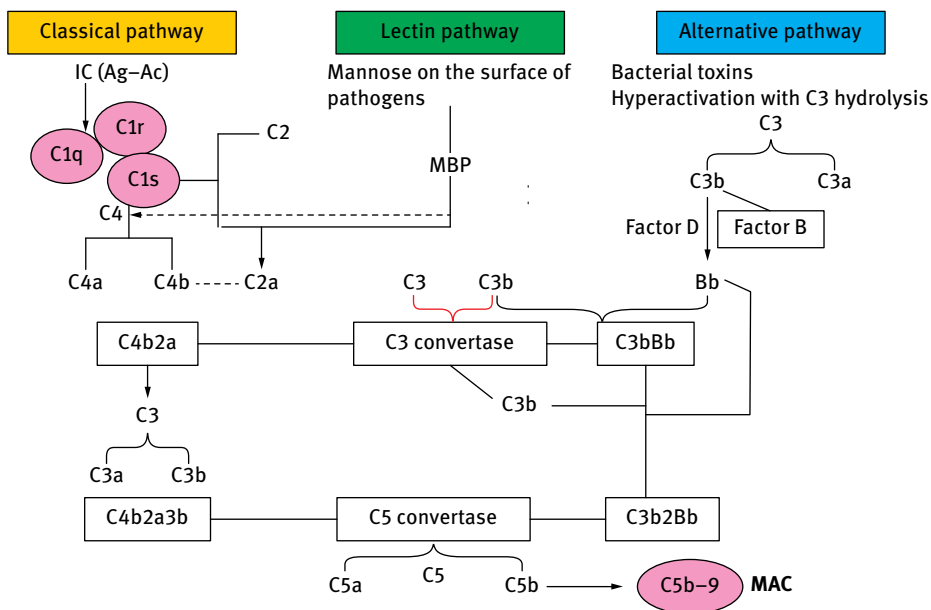 Classical pathway
Lectin pathway
Alternative pathway
IC (Ag–Ac)
Mannose on the surface of
pathogens
Bacterial toxins
Hyperactivation with C3 hydrolysis
C1q
C1r
C1s
C2
MBP
C3
C3b
C3a
C4
Factor D
Factor B
C4a
C4b
C2a
C3
C3b
Bb
C4b2a
C3 convertase
C3bBb
C3
C3b
C3a
C3b
C4b2a3b
C5 convertase
C3b2Bb
C5a
C5
C5b
C5b–9
MAC